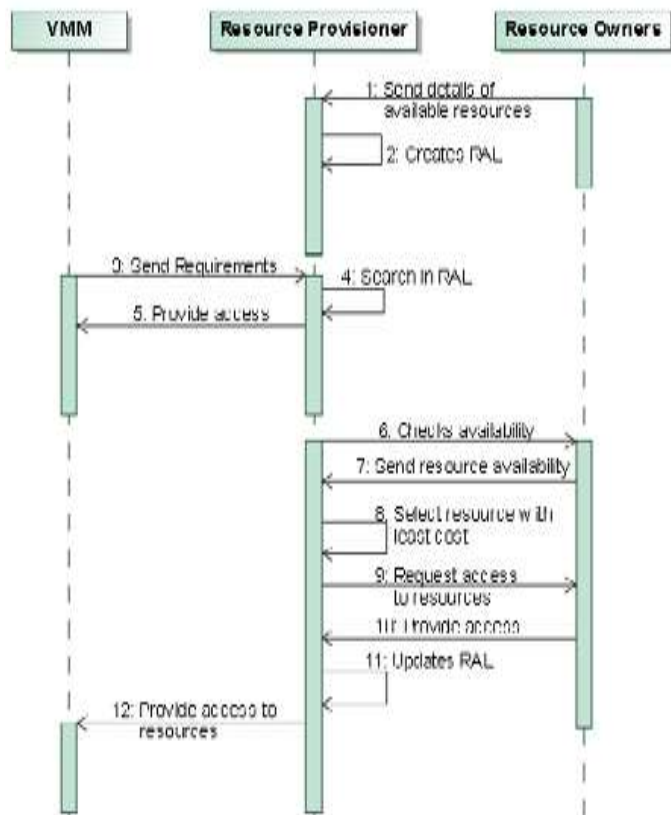 VMM
Resource Provisioner
Resource Owners
1: Send details of
available resources
2: Creates RAL
3: Send Requirements
4: Search in RAL
5. Provide access
6. Checks availability
7: Send resource availability
8. Select resource with
least cost
9: Request access
to resources
10: Provide access
11: Updates RAL
12: Provide access to
resources